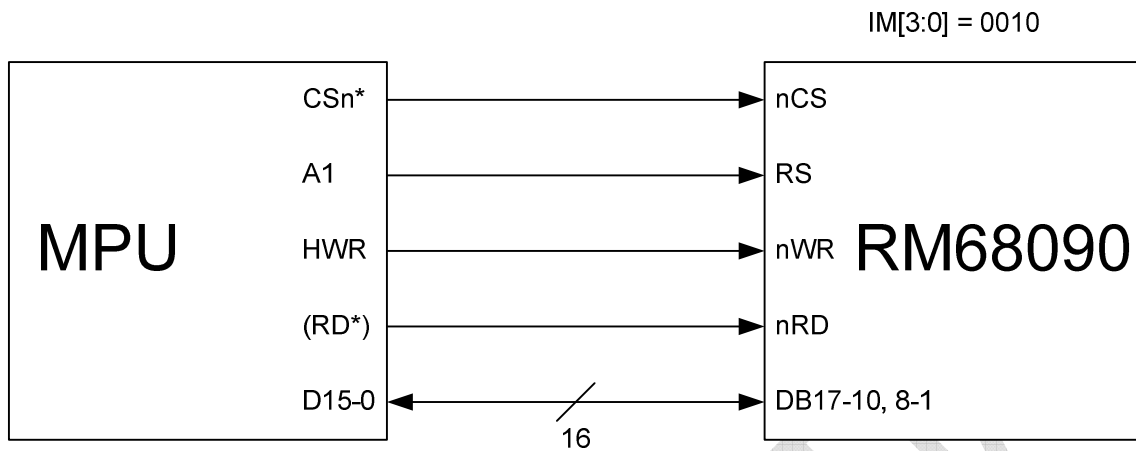 IM[3:0] = 0010
CSn* nCS
A1 RS
MPU HWR nWR RM68090
(RD*) nRD
D15-0 DB17-10, 8-1
16